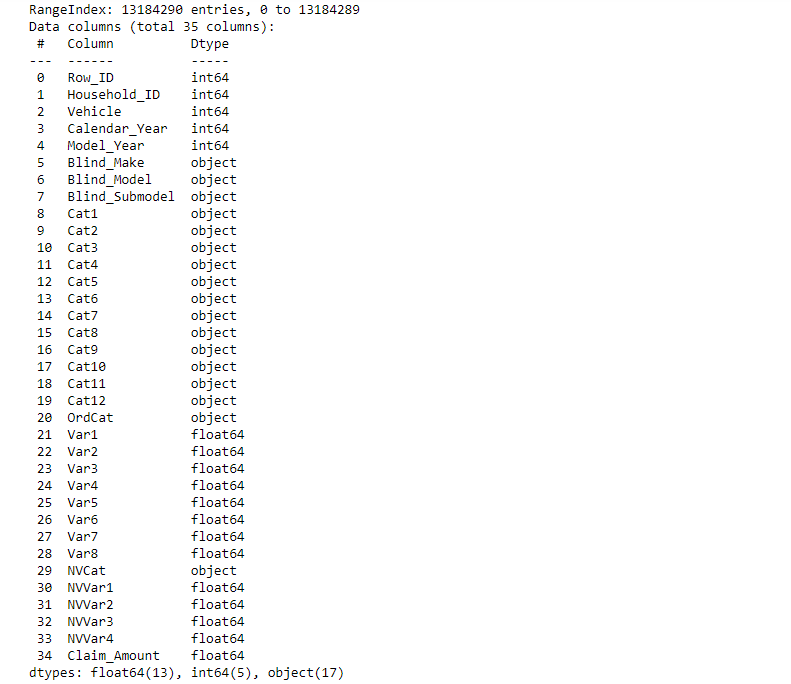 RangeIndex: 13184290 entries, 0 to 13184289
Data columns (total 35 columns):
 #   Column          Dtype
---  ------          -----
 0   Row_ID          int64
 1   Household_ID    int64
 2   Vehicle         int64
 3   Calendar_Year   int64
 4   Model_Year      int64
 5   Blind_Make      object
 6   Blind_Model     object
 7   Blind_Submodel  object
 8   Cat1            object
 9   Cat2            object
 10  Cat3            object
 11  Cat4            object
 12  Cat5            object
 13  Cat6            object
 14  Cat7            object
 15  Cat8            object
 16  Cat9            object
 17  Cat10           object
 18  Cat11           object
 19  Cat12           object
 20  OrdCat          object
 21  Var1            float64
 22  Var2            float64
 23  Var3            float64
 24  Var4            float64
 25  Var5            float64
 26  Var6            float64
 27  Var7            float64
 28  Var8            float64
 29  NVCat           object
 30  NVVar1          float64
 31  NVVar2          float64
 32  NVVar3          float64
 33  NVVar4          float64
 34  Claim_Amount    float64
dtypes: float64(13), int64(5), object(17)